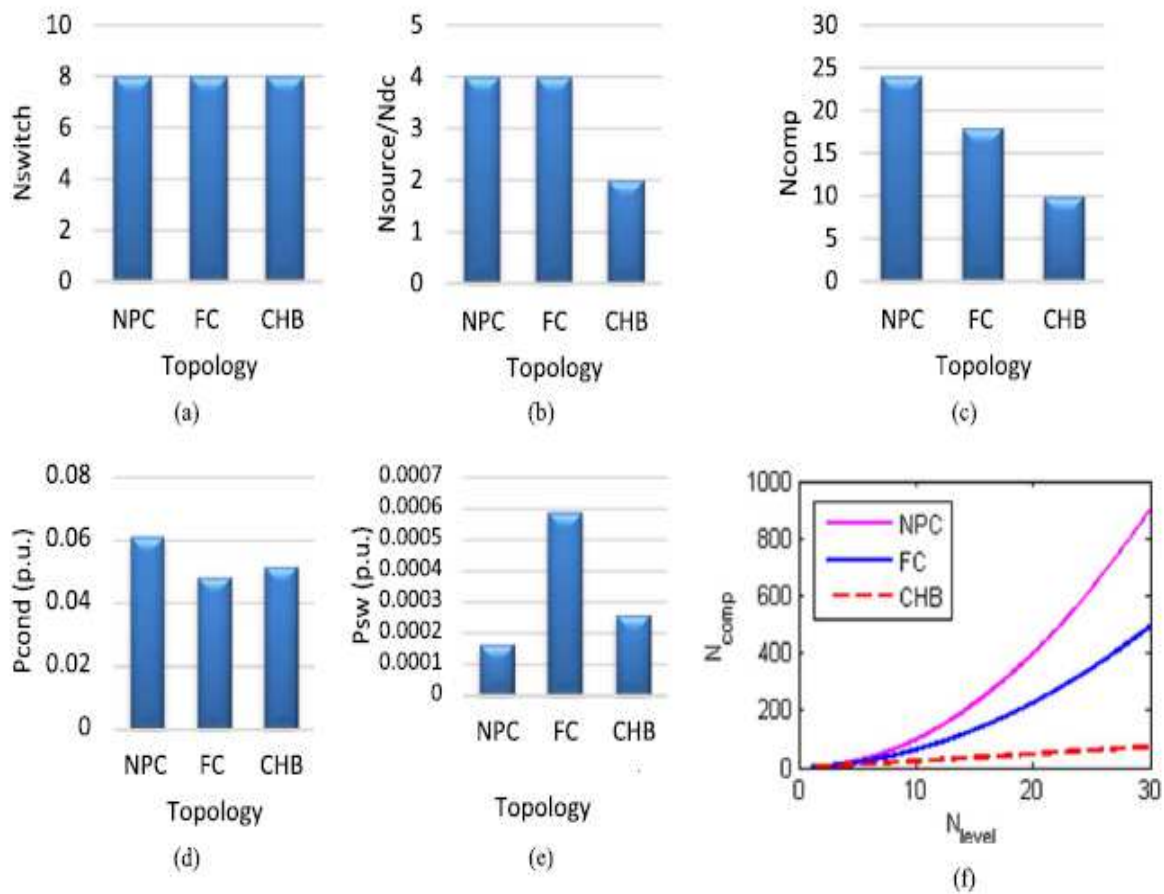 10
8
6
4
2
0
Nswitch
NPC FC CHB
Topology
(a)
5
4
3
2
1
0
Nsource/Ndc
NPC FC CHB
Topology
(b)
30
25
20
15
10
5
0
Ncomp
NPC FC CHB
Topology
(c)
0.08
0.06
0.04
0.02
0
Pcond (p.u.)
NPC FC CHB
Topology
(d)
0.0007
0.0006
0.0005
0.0004
0.0003
0.0002
0.0001
0
Psw (p.u.)
NPC FC CHB
Topology
(e)
1000
800
600
400
200
0
N_comp
NPC
FC
CHB
0 10 20 30
N_level
(f)